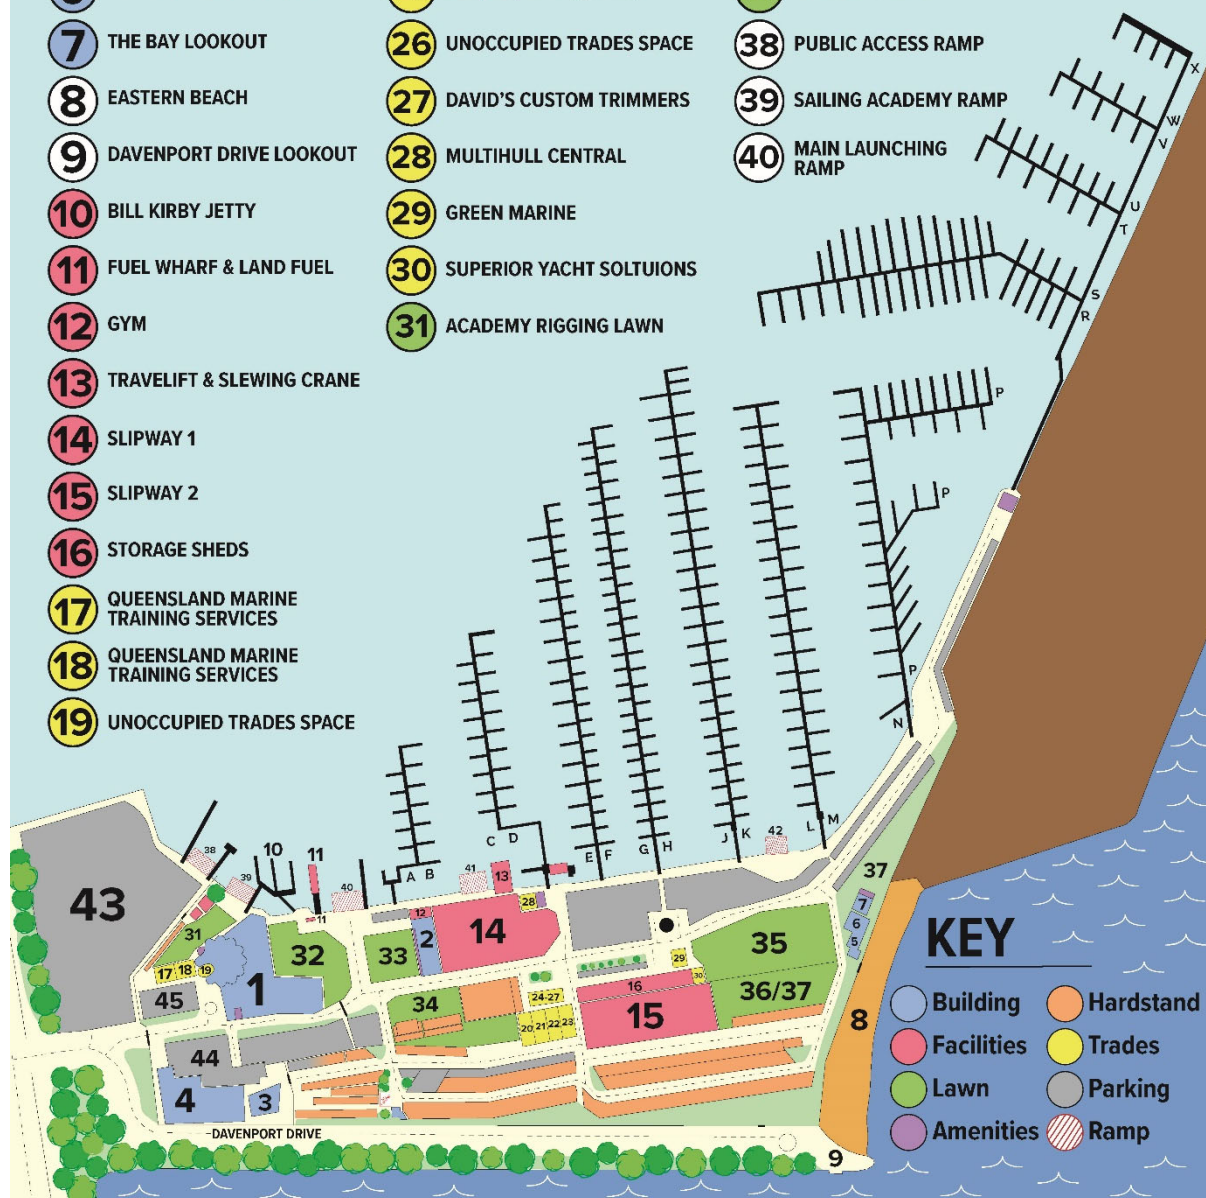 7 THE BAY LOOKOUT
8 EASTERN BEACH
9 DAVENPORT DRIVE LOOKOUT
10 BILL KIRBY JETTY
11 FUEL WHARF & LAND FUEL
12 GYM
13 TRAVELIFT & SLEWING CRANE
14 SLIPWAY 1
15 SLIPWAY 2
16 STORAGE SHEDS
17 QUEENSLAND MARINE
TRAINING SERVICES
18 QUEENSLAND MARINE
TRAINING SERVICES
19 UNOCCUPIED TRADES SPACE
26 UNOCCUPIED TRADES SPACE
27 DAVID'S CUSTOM TRIMMERS
28 MULTIHULL CENTRAL
29 GREEN MARINE
30 SUPERIOR YACHT SOLTUIONS
31 ACADEMY RIGGING LAWN
38 PUBLIC ACCESS RAMP
39 SAILING ACADEMY RAMP
40 MAIN LAUNCHING
RAMP
X
W
V
U
T
S
R
P
P
P
N
M
L
K
J
H
G
F
E
D
C
B
A
42
41
40
39
38
10
11
11
43
31
17 18 19
45
1
32
33
12
2
14
13
28
34
24-27
20 21 22 23
16
15
29
30
35
36/37
37
7
6
5
8
44
4
3
DAVENPORT DRIVE
9
KEY
Building
Facilities
Lawn
Amenities
Hardstand
Trades
Parking
Ramp